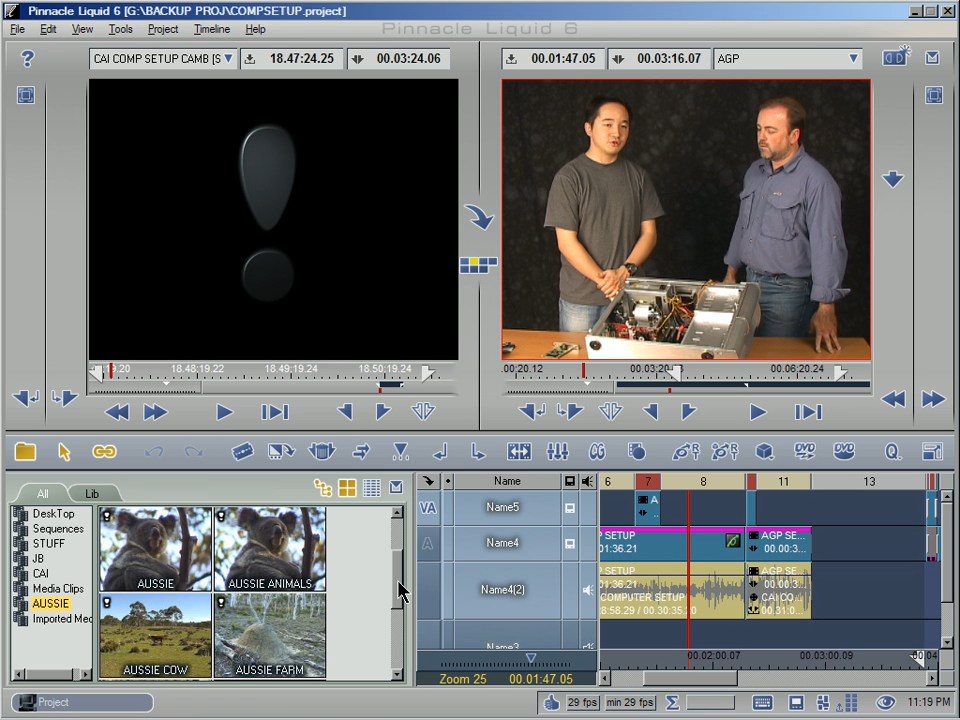 Pinnacle Liquid 6 [G:\BACKUP PROJ\COMPSETUP.project]
File Edit View Tools Project Timeline Help
Pinnacle Liquid 6
CAI COMP SETUP CAMB [S 18.47:24.25 00.03:24.06
00.01:47.05 00.03:16.07 AGP
18.48:19.22 18.49:19.24 18.50:19.24
.00:20.12 00.03:20 00.06:20.24
All Lib
DeskTop
Sequences
STUFF
JB
CAI
Media Clips
AUSSIE
Imported Med
AUSSIE AUSSIE ANIMALS
AUSSIE COW AUSSIE FARM
Name 6 7 8 11 13
VA Name5 A
A Name4 SETUP AGP SE...
01:36.21 00.00:3...
Name4(2) SETUP AGP SE...
01:36.21 00.00:3...
COMPUTER SETUP CAI CO
8:58.29 / 00:30:35.
Name3
00.02:00.07 00.03:00.09 00.04
Zoom 25 00.01:47.05
Project 29 fps min 29 fps 11:19 PM